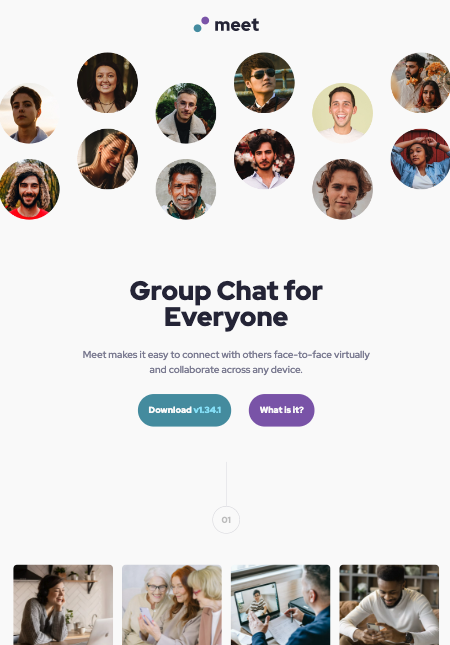 meet
Group Chat for
Everyone
Meet makes it easy to connect with others face-to-face virtually
and collaborate across any device.
Download v1.34.1
What is it?
01